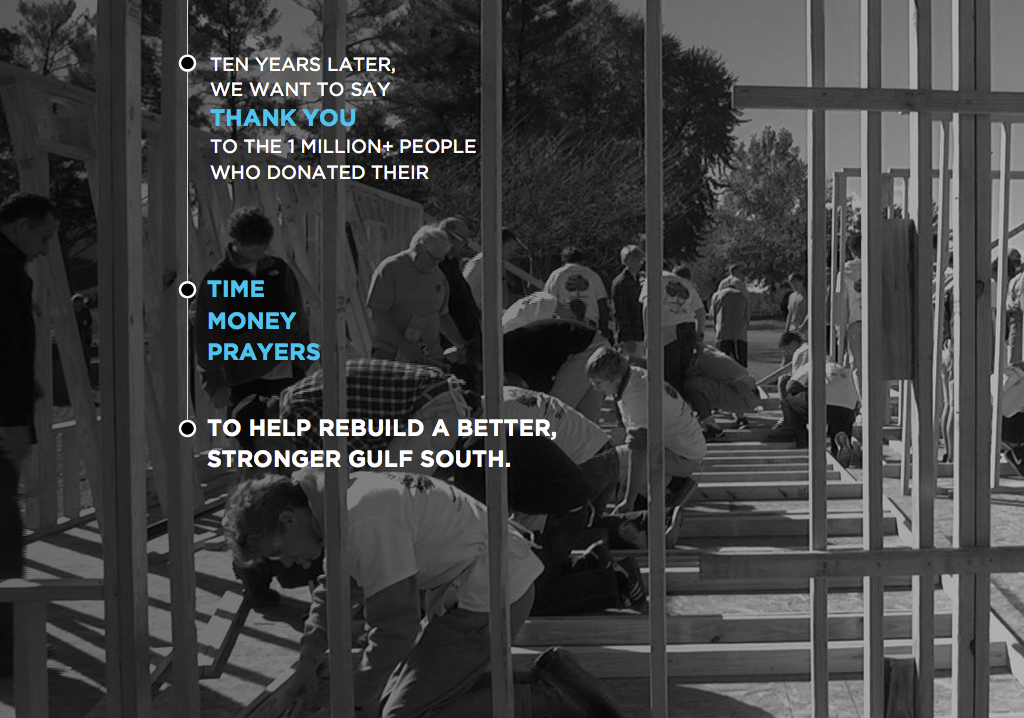 TEN YEARS LATER,
WE WANT TO SAY
THANK YOU
TO THE 1 MILLION+ PEOPLE
WHO DONATED THEIR
TIME
MONEY
PRAYERS
TO HELP REBUILD A BETTER,
STRONGER GULF SOUTH.